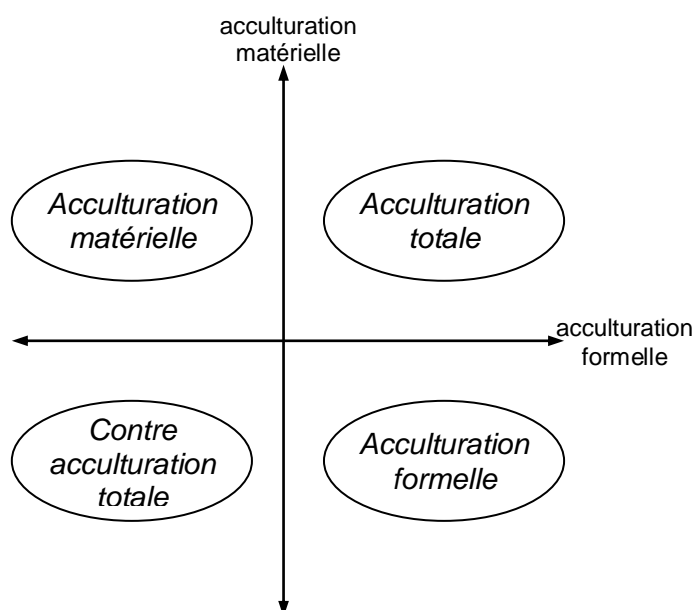 acculturation
matérielle
Acculturation
matérielle
Acculturation
totale
acculturation
formelle
Contre
acculturation
totale
Acculturation
formelle